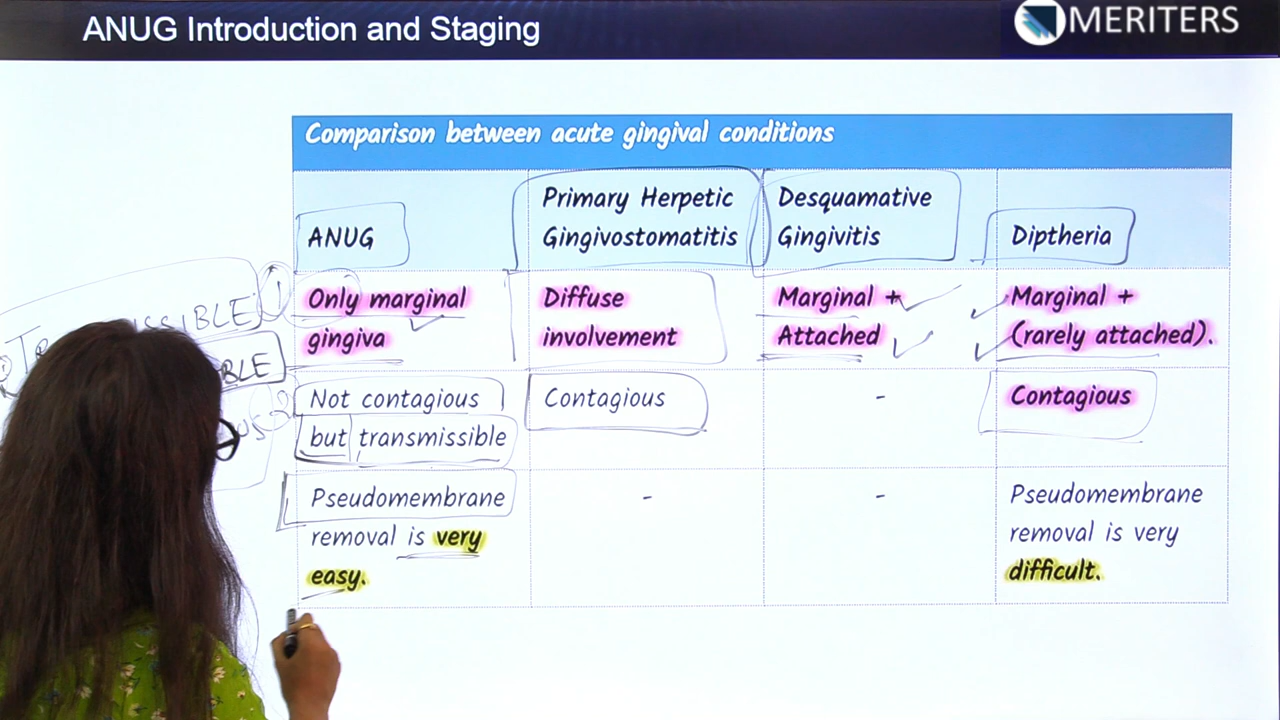 ANUG Introduction and Staging
MERITERS
Comparison between acute gingival conditions
ANUG
Primary Herpetic
Gingivostomatitis
Desquamative
Gingivitis
Diptheria
Only marginal
gingiva
Diffuse
involvement
Marginal +
Attached
Marginal +
(rarely attached).
Not contagious
but transmissible
Contagious
-
Contagious
Pseudomembrane
removal is very
easy.
-
-
Pseudomembrane
removal is very
difficult.